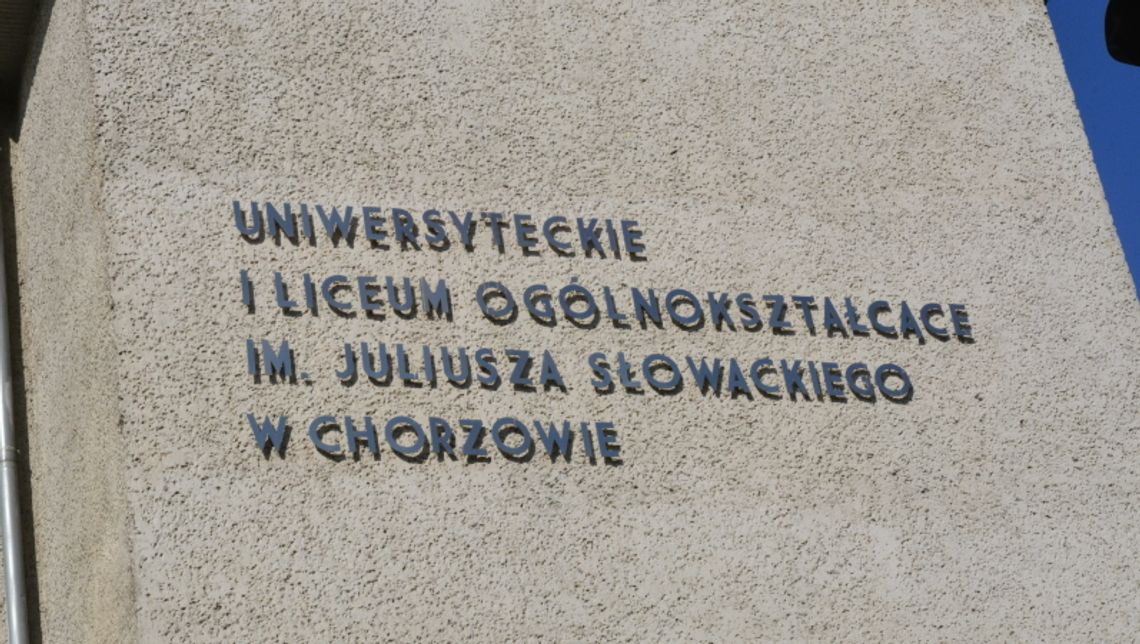 UNIWERSYTECKIE
I LICEUM OGÓLNOKSZTAŁCĄCE
IM. JULIUSZA SŁOWACKIEGO
W CHORZOWIE